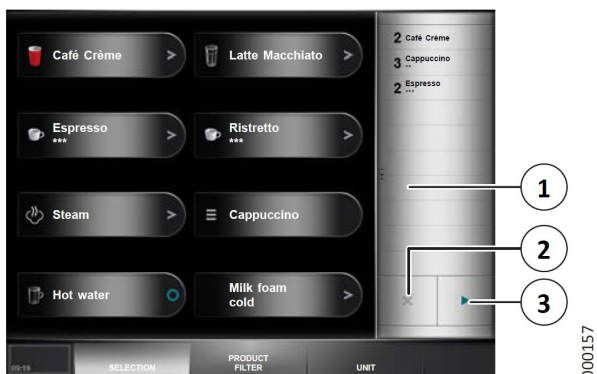 Café Crème
Latte Macchiato
Espresso
***
Ristretto
***
Steam
Cappuccino
Hot water
Milk foam
cold
2 Café Crème
3 Cappuccino
**
2 Espresso
***
1
2
3
09:19
SELECTION
PRODUCT
FILTER
UNIT
000157